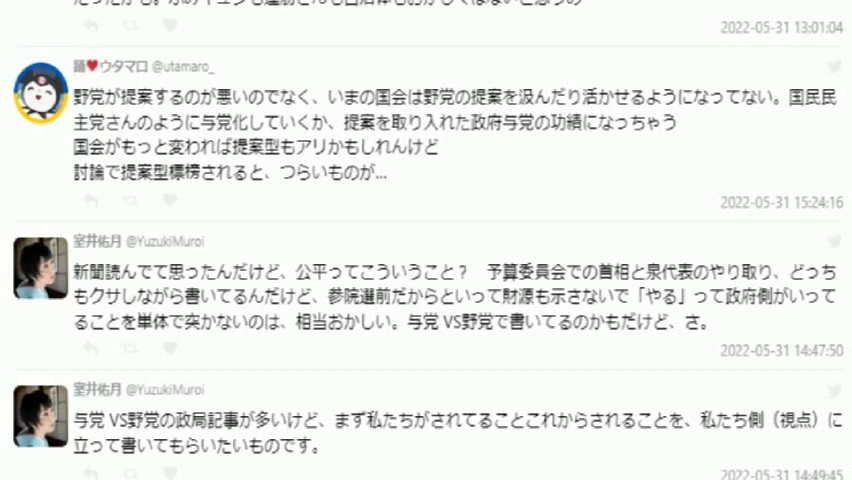 2022-05-31 13:01:04
踊♥ウタマロ @utamaro_
野党が提案するのが悪いのでなく、いまの国会は野党の提案を汲んだり活かせるようになってない。国民民
主党さんのように与党化していくか、提案を取り入れた政府与党の功績になっちゃう
国会がもっと変われば提案型もアリかもしれんけど
討論で提案型標榜されると、つらいものが...
2022-05-31 15:24:16
室井佑月 @YuzukiMuroi
新聞読んでて思ったんだけど、公平ってこういうこと？　予算委員会での首相と泉代表のやり取り、どっち
もクサしながら書いてるんだけど、参院選前だからといって財源も示さないで「やる」って政府側がいって
ることを単体で突かないのは、相当おかしい。与党 VS野党で書いてるのかもだけど、さ。
2022-05-31 14:47:50
室井佑月 @YuzukiMuroi
与党 VS野党の政局記事が多いけど、まず私たちがされてることこれからされることを、私たち側（視点）に
立って書いてもらいたいものです。
2022-05-31 14:49:45